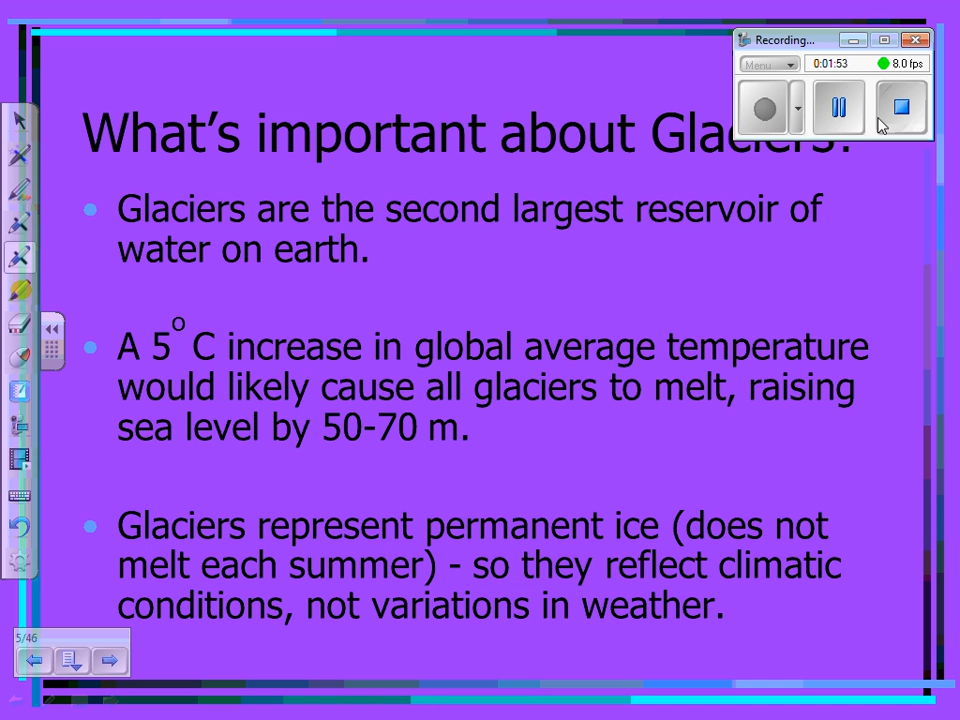 Recording...
Menu
0:01:53
8.0 fps
What's important about Glaciers?
• Glaciers are the second largest reservoir of
water on earth.
• A 5° C increase in global average temperature
would likely cause all glaciers to melt, raising
sea level by 50-70 m.
• Glaciers represent permanent ice (does not
melt each summer) - so they reflect climatic
conditions, not variations in weather.
5/46